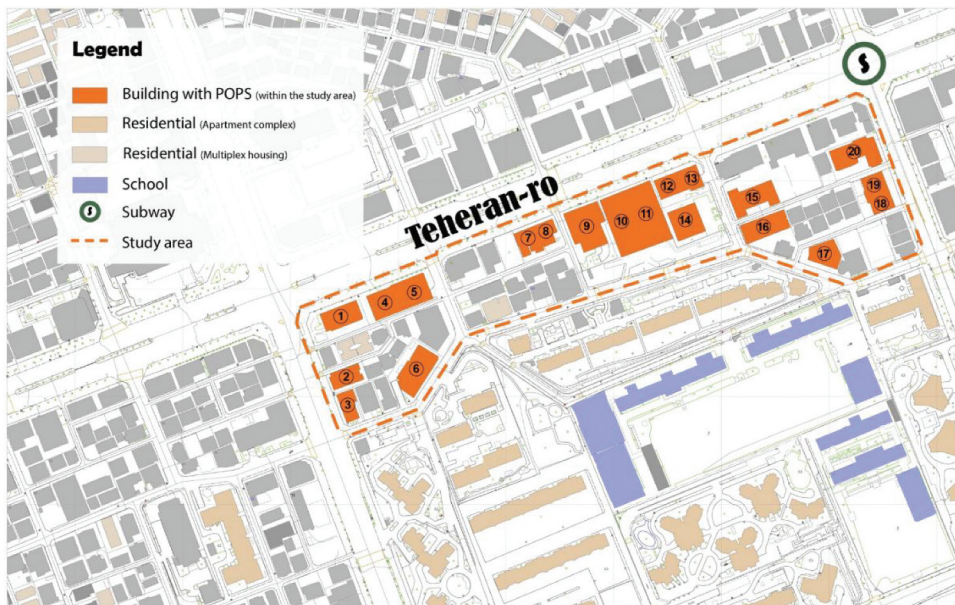 Legend
Building with POPS (within the study area)
Residential (Apartment complex)
Residential (Multiplex housing)
School
S Subway
Study area
S
Teheran-ro
20
19
18
12 13
15
10 11
14
9
16
7 8
17
5
4
1
6
2
3